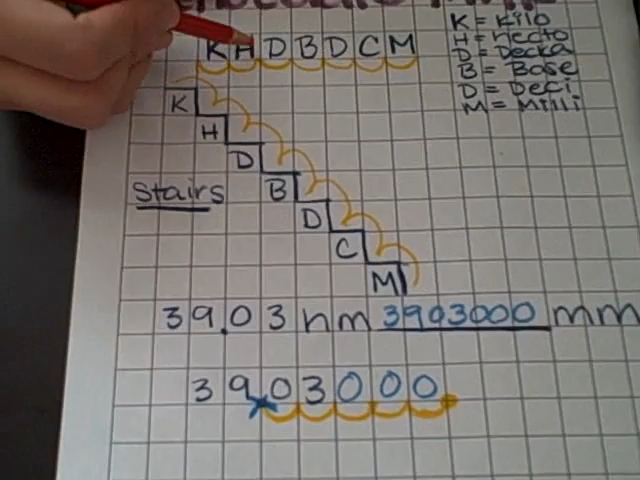 K H D B D C M
K = Kilo
H = Hecto
D = Decka
B = Base
D = Deci
M = Milli
K
H
D
Stairs
B
D
C
M
39.03 hm 3903000 mm
3903000